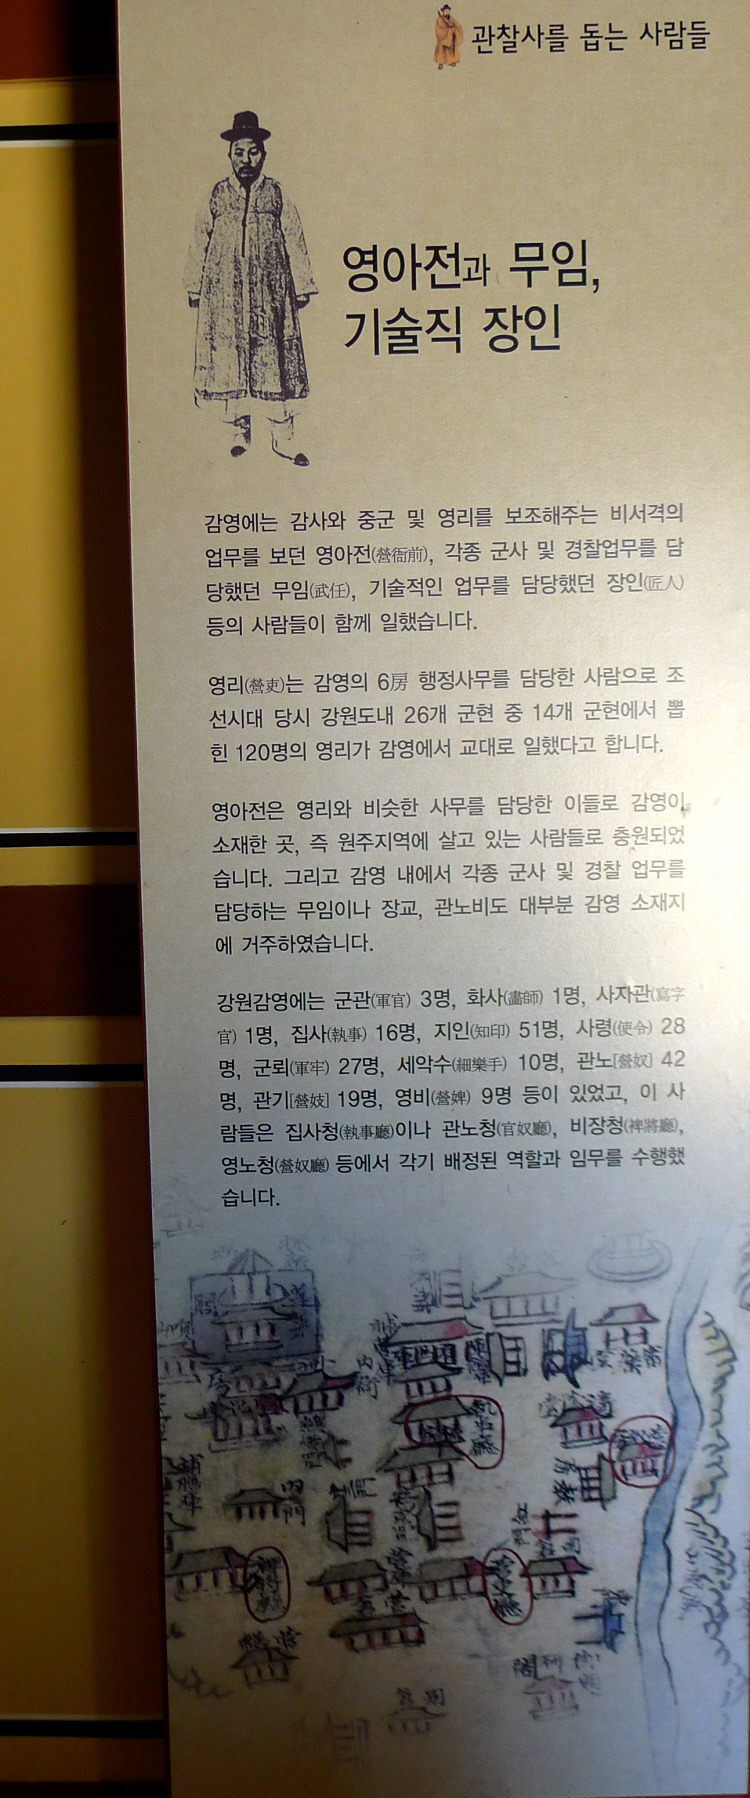 관찰사를 돕는 사람들
영아전과 무임,
기술직 장인
감영에는 감사와 중군 및 영리를 보조해주는 비서격의
업무를 보던 영아전(營衙前), 각종 군사 및 경찰업무를 담
당했던 무임(武任), 기술적인 업무를 담당했던 장인(匠人)
등의 사람들이 함께 일했습니다.
영리(營吏)는 감영의 6房 행정사무를 담당한 사람으로 조
선시대 당시 강원도내 26개 군현 중 14개 군현에서 뽑
힌 120명의 영리가 감영에서 교대로 일했다고 합니다.
영아전은 영리와 비슷한 사무를 담당한 이들로 감영이
소재한 곳, 즉 원주지역에 살고 있는 사람들로 충원되었
습니다. 그리고 감영 내에서 각종 군사 및 경찰 업무를
담당하는 무임이나 장교, 관노비도 대부분 감영 소재지
에 거주하였습니다.
강원감영에는 군관(軍官) 3명, 화사(畵師) 1명, 사자관(寫字
官) 1명, 집사(執事) 16명, 지인(知印) 51명, 사령(使令) 28
명, 군뢰(軍牢) 27명, 세악수(細樂手) 10명, 관노[營奴] 42
명, 관기[營妓] 19명, 영비(營婢) 9명 등이 있었고, 이 사
람들은 집사청(執事廳)이나 관노청(官奴廳), 비장청(裨將廳),
영노청(營奴廳) 등에서 각기 배정된 역할과 임무를 수행했
습니다.
內門